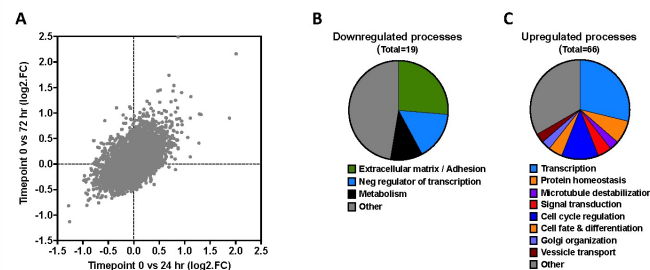 A
Timepoint 0 vs 72 hr (log2.FC)
2.5
2.0
1.5
1.0
0.5
0.0
-0.5
-1.0
-1.5
-1.5 -1.0 -0.5 0.0 0.5 1.0 1.5 2.0 2.5
Timepoint 0 vs 24 hr (log2.FC)
B
Downregulated processes
(Total=19)
Extracellular matrix / Adhesion
Neg regulator of transcription
Metabolism
Other
C
Upregulated processes
(Total=66)
Transcription
Protein homeostasis
Microtubule destabilization
Signal transduction
Cell cycle regulation
Cell fate & differentiation
Golgi organization
Vessicle transport
Other